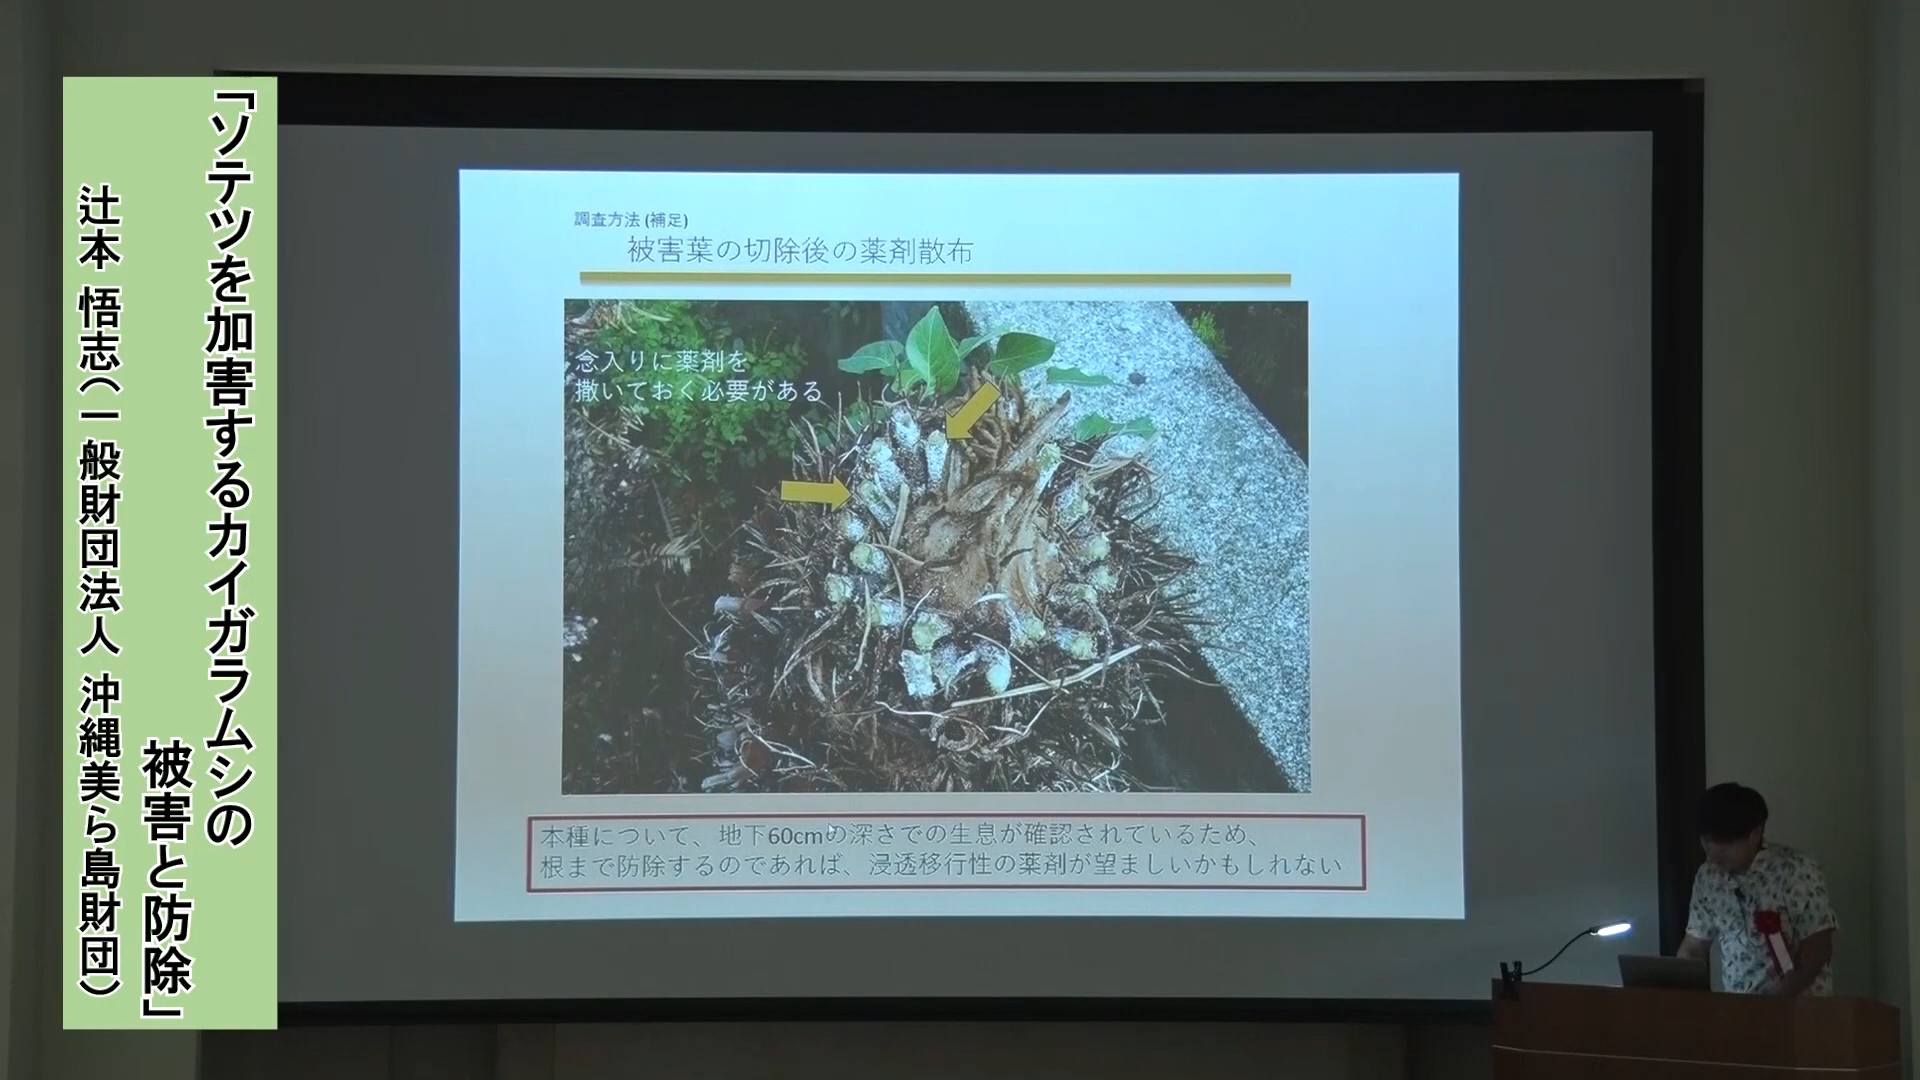 「ソテツを加害するカイガラムシの
被害と防除」
辻本 悟志(一般財団法人 沖縄美ら島財団)
調査方法 (補足)
被害葉の切除後の薬剤散布
念入りに薬剤を
撒いておく必要がある
本種について、地下60cmの深さでの生息が確認されているため、
根まで防除するのであれば、浸透移行性の薬剤が望ましいかもしれない